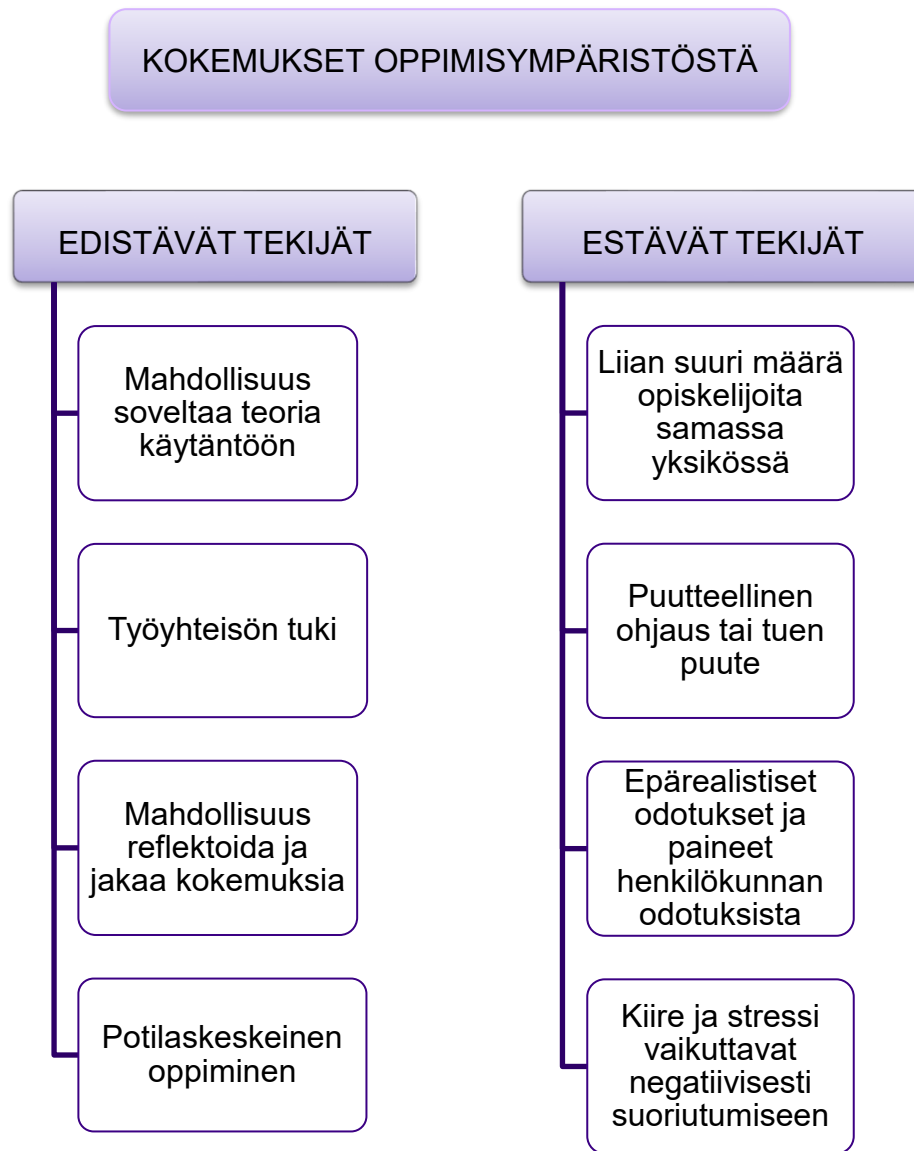 KOKEMUKSET OPPIMISYMPÄRISTÖSTÄ
EDISTÄVÄT TEKIJÄT
Mahdollisuus
soveltaa teoria
käytäntöön
Työyhteisön tuki
Mahdollisuus
reflektoida ja
jakaa kokemuksia
Potilaskeskeinen
oppiminen
ESTÄVÄT TEKIJÄT
Liian suuri määrä
opiskelijoita
samassa
yksikössä
Puutteellinen
ohjaus tai tuen
puute
Epärealistiset
odotukset ja
paineet
henkilökunnan
odotuksista
Kiire ja stressi
vaikuttavat
negatiivisesti
suoriutumiseen